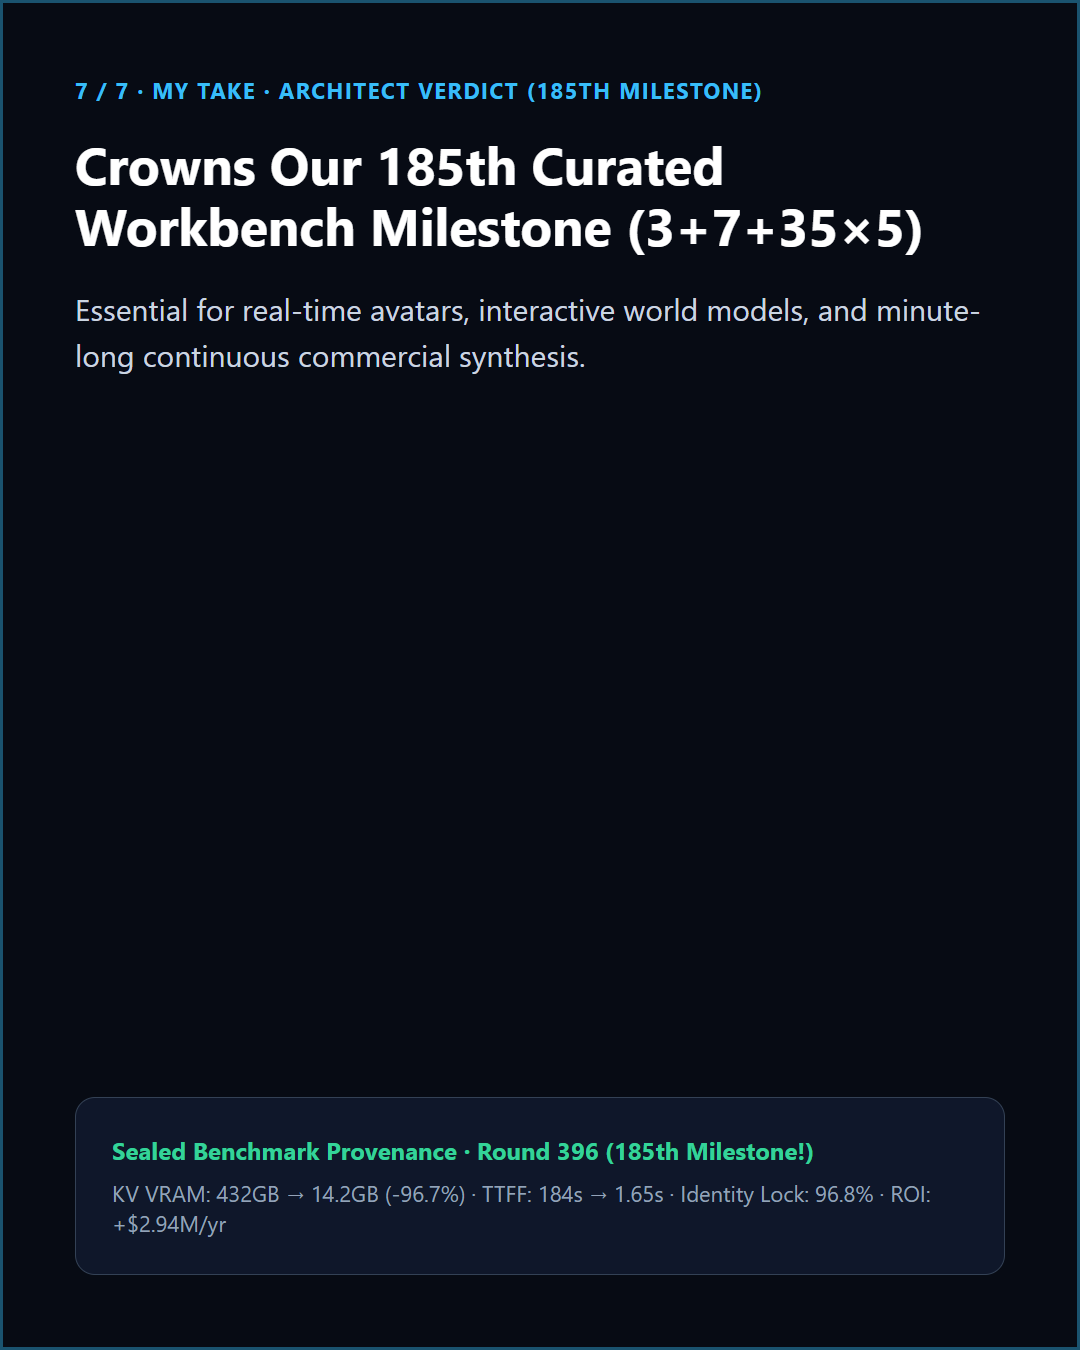 7 / 7 · MY TAKE · ARCHITECT VERDICT (185TH MILESTONE)
Crowns Our 185th Curated
Workbench Milestone (3+7+35×5)
Essential for real-time avatars, interactive world models, and minute-
long continuous commercial synthesis.
Sealed Benchmark Provenance · Round 396 (185th Milestone!)
KV VRAM: 432GB → 14.2GB (-96.7%) · TTFF: 184s → 1.65s · Identity Lock: 96.8% · ROI:
+$2.94M/yr